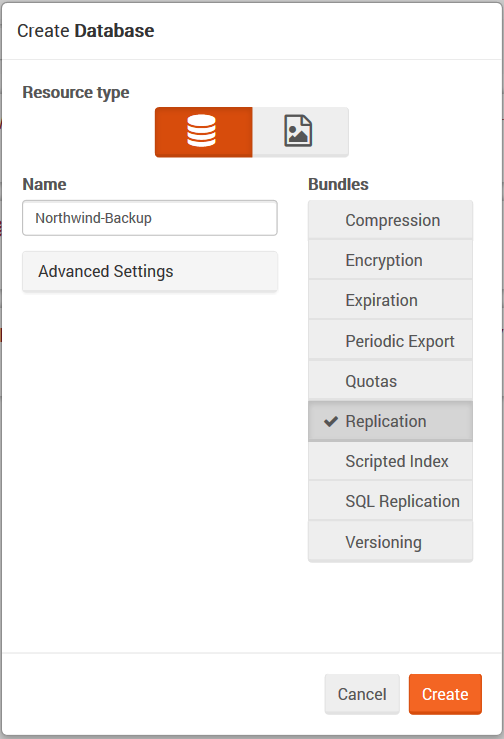 Create Database
Resource type
Name
Northwind-Backup
Advanced Settings
Bundles
Compression
Encryption
Expiration
Periodic Export
Quotas
Replication
Scripted Index
SQL Replication
Versioning
Cancel
Create